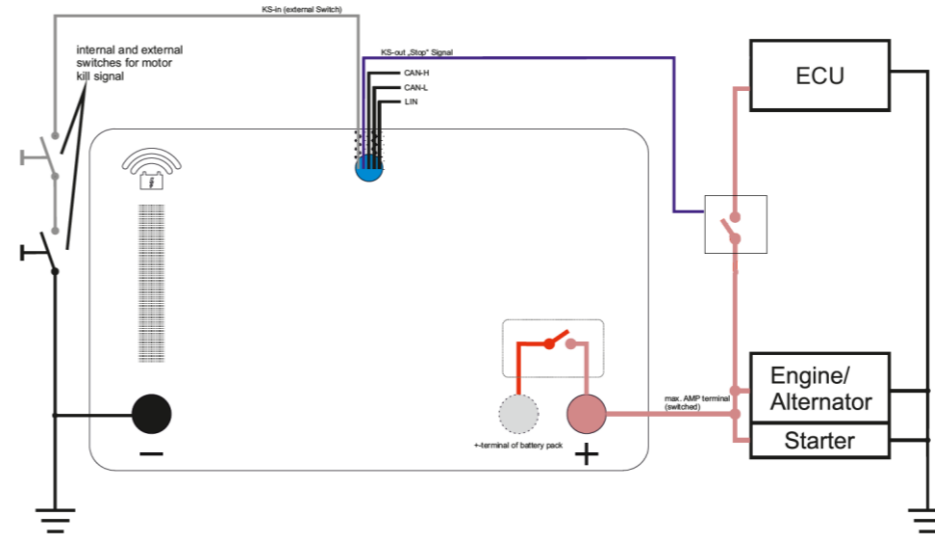 KS-in (external Switch)
internal and external
switches for motor
kill signal
KS-out „Stop“ Signal
CAN-H
CAN-L
LIN
ECU
Engine/
Alternator
Starter
max. AMP terminal
(switched)
+-terminal of battery pack
−
+